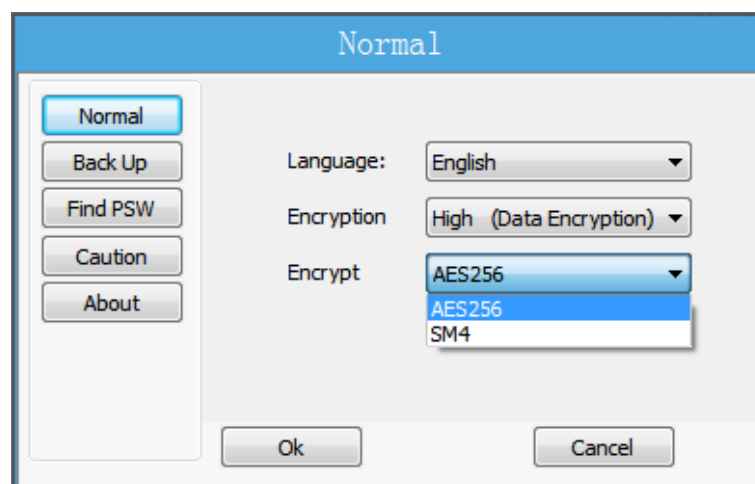 Normal
Normal
Back Up
Find PSW
Caution
About
Language: English
Encryption High (Data Encryption)
Encrypt AES256
AES256
SM4
Ok Cancel